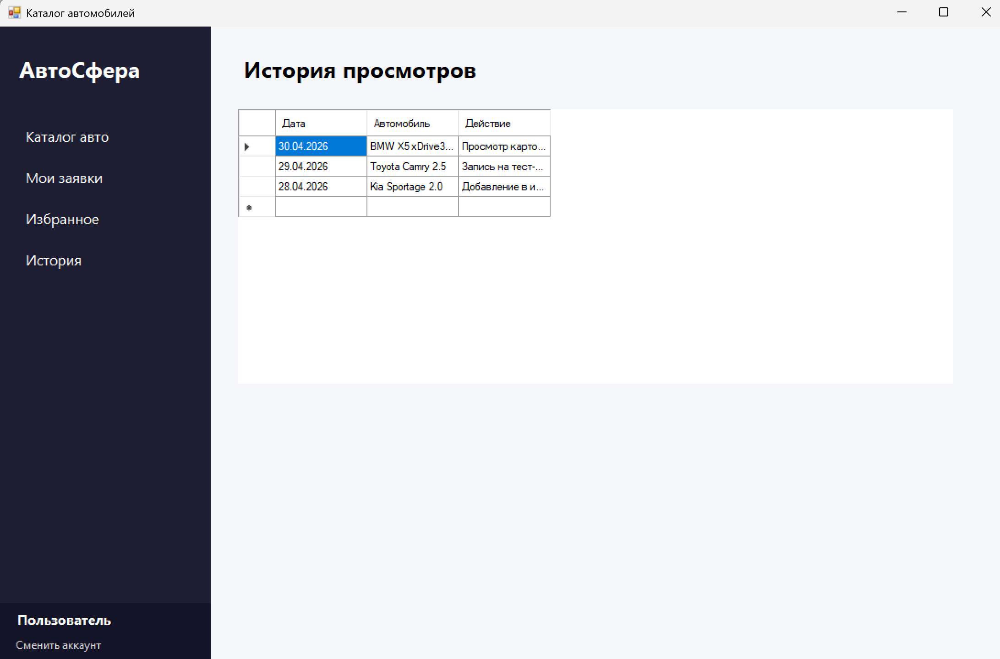 Каталог автомобилей
АвтоСфера
Каталог авто
Мои заявки
Избранное
История
Пользователь
Сменить аккаунт
История просмотров
Дата Автомобиль Действие
30.04.2026 BMW X5 xDrive3... Просмотр карто...
29.04.2026 Toyota Camry 2.5 Запись на тест-...
28.04.2026 Kia Sportage 2.0 Добавление в и...